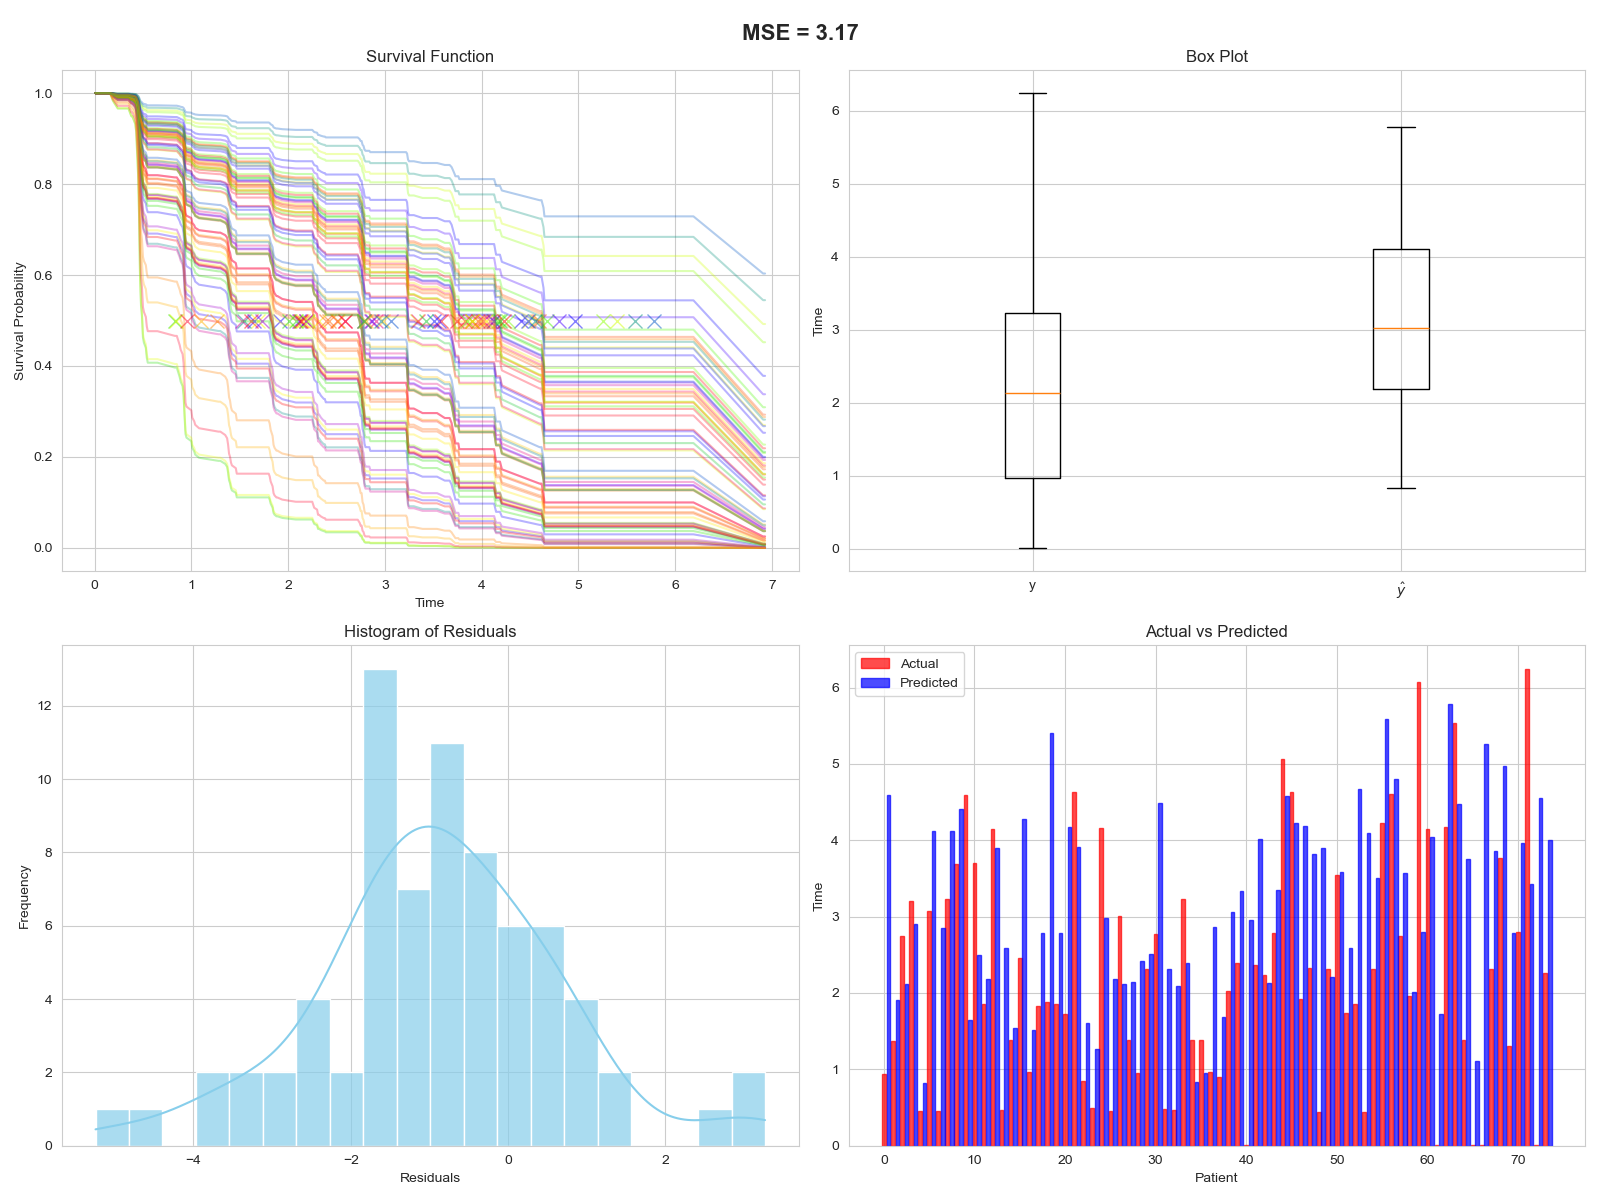 MSE = 3.17
Survival Function
1.0
0.8
0.6
0.4
0.2
0.0
Survival Probability
0 1 2 3 4 5 6 7
Time
Box Plot
6
5
4
3
2
1
0
Time
y ŷ
Histogram of Residuals
12
10
8
6
4
2
0
Frequency
−4 −2 0 2
Residuals
Actual vs Predicted
Actual
Predicted
6
5
4
3
2
1
0
Time
0 10 20 30 40 50 60 70
Patient